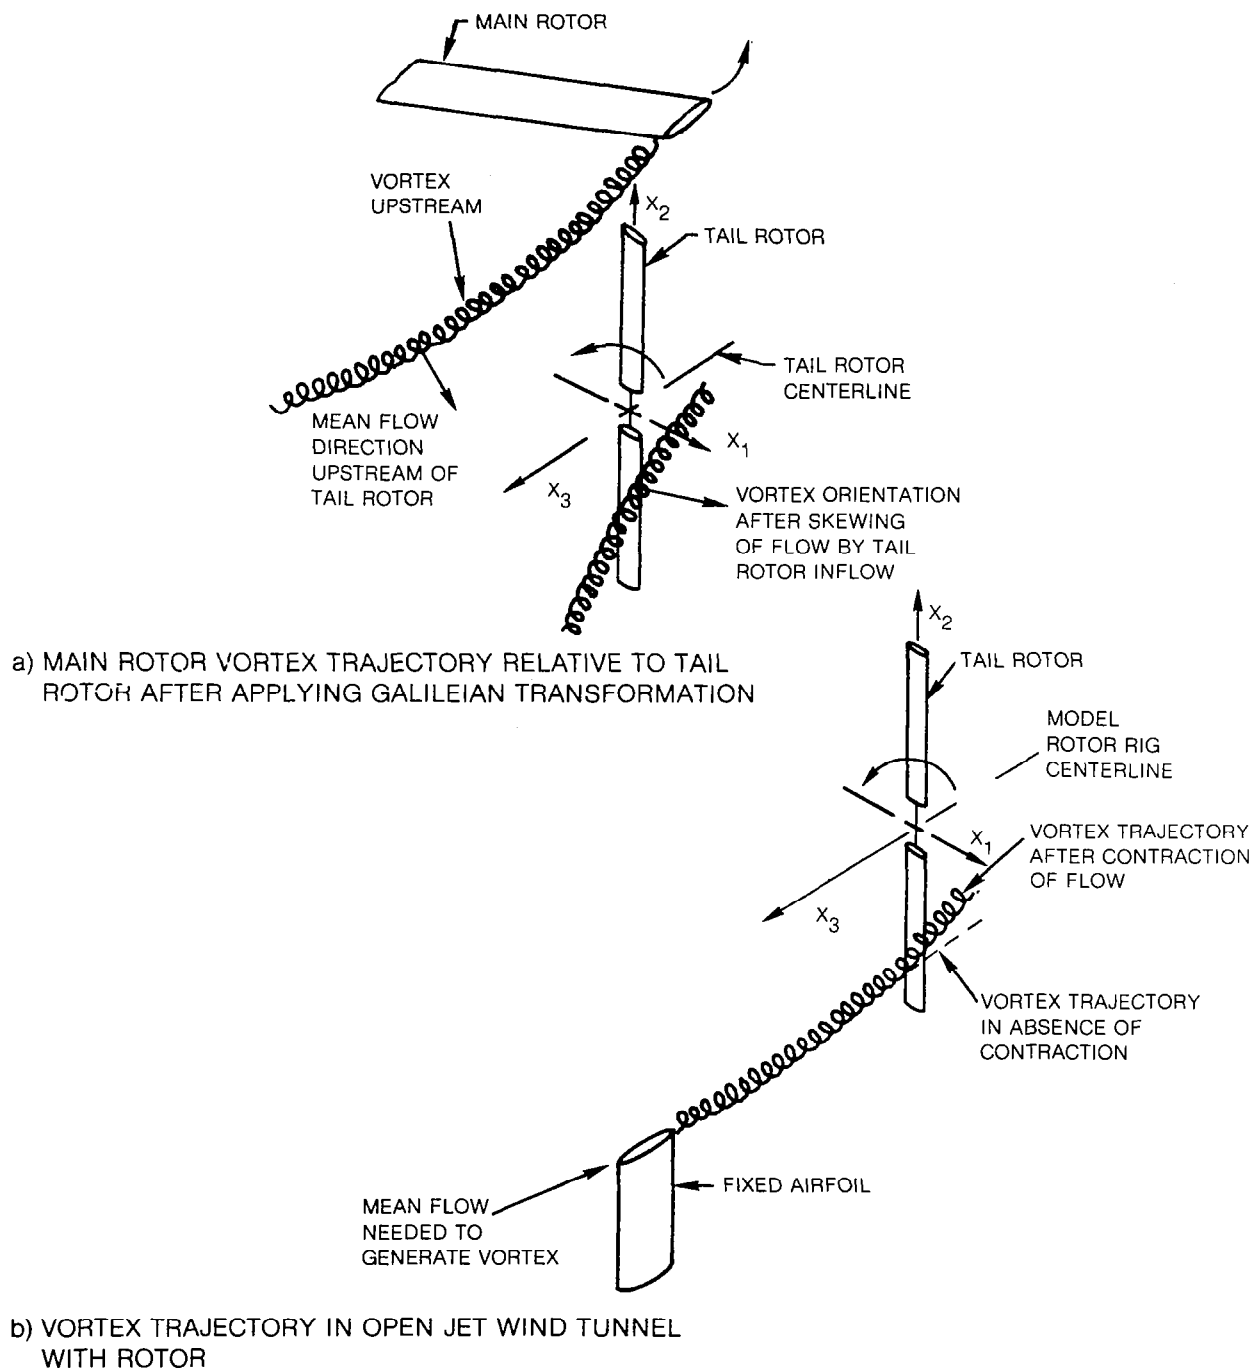 MAIN ROTOR
VORTEX
UPSTREAM
X2
TAIL ROTOR
TAIL ROTOR
CENTERLINE
MEAN FLOW
DIRECTION
UPSTREAM OF
TAIL ROTOR
X1
X3
VORTEX ORIENTATION
AFTER SKEWING
OF FLOW BY TAIL
ROTOR INFLOW
a) MAIN ROTOR VORTEX TRAJECTORY RELATIVE TO TAIL
ROTOR AFTER APPLYING GALILEIAN TRANSFORMATION
X2
TAIL ROTOR
MODEL
ROTOR RIG
CENTERLINE
X1
VORTEX TRAJECTORY
AFTER CONTRACTION
OF FLOW
X3
VORTEX TRAJECTORY
IN ABSENCE OF
CONTRACTION
FIXED AIRFOIL
MEAN FLOW
NEEDED TO
GENERATE VORTEX
b) VORTEX TRAJECTORY IN OPEN JET WIND TUNNEL
WITH ROTOR